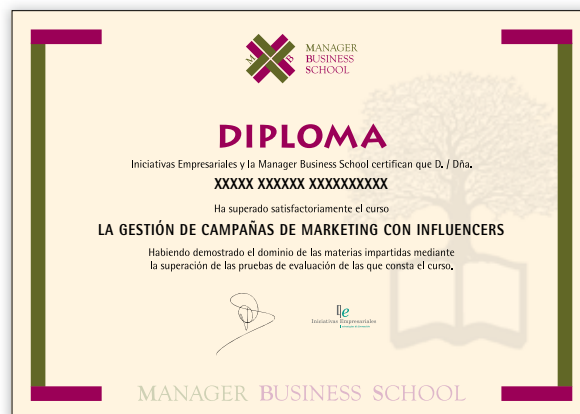 M B
MANAGER
BUSINESS
SCHOOL
DIPLOMA
Iniciativas Empresariales y la Manager Business School certifican que D. / Dña.
XXXXX XXXXXX XXXXXXXXXX
Ha superado satisfactoriamente el curso
LA GESTIÓN DE CAMPAÑAS DE MARKETING CON INFLUENCERS
Habiendo demostrado el dominio de las materias impartidas mediante
la superación de las pruebas de evaluación de las que consta el curso.
Ie
Iniciativas Empresariales
MANAGER BUSINESS SCHOOL